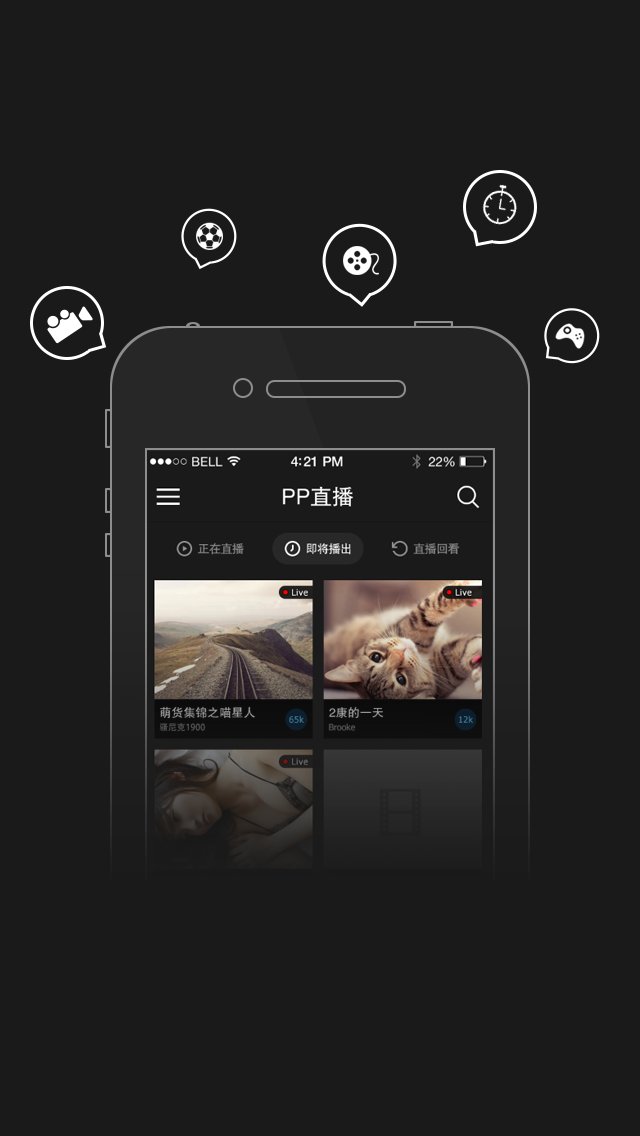 BELL
4:21 PM
22%
PP直播
正在直播
即将播出
直播回看
Live
Live
萌货集锦之喵星人
65k
骚尼克1900
2康的一天
12k
Brooke
Live